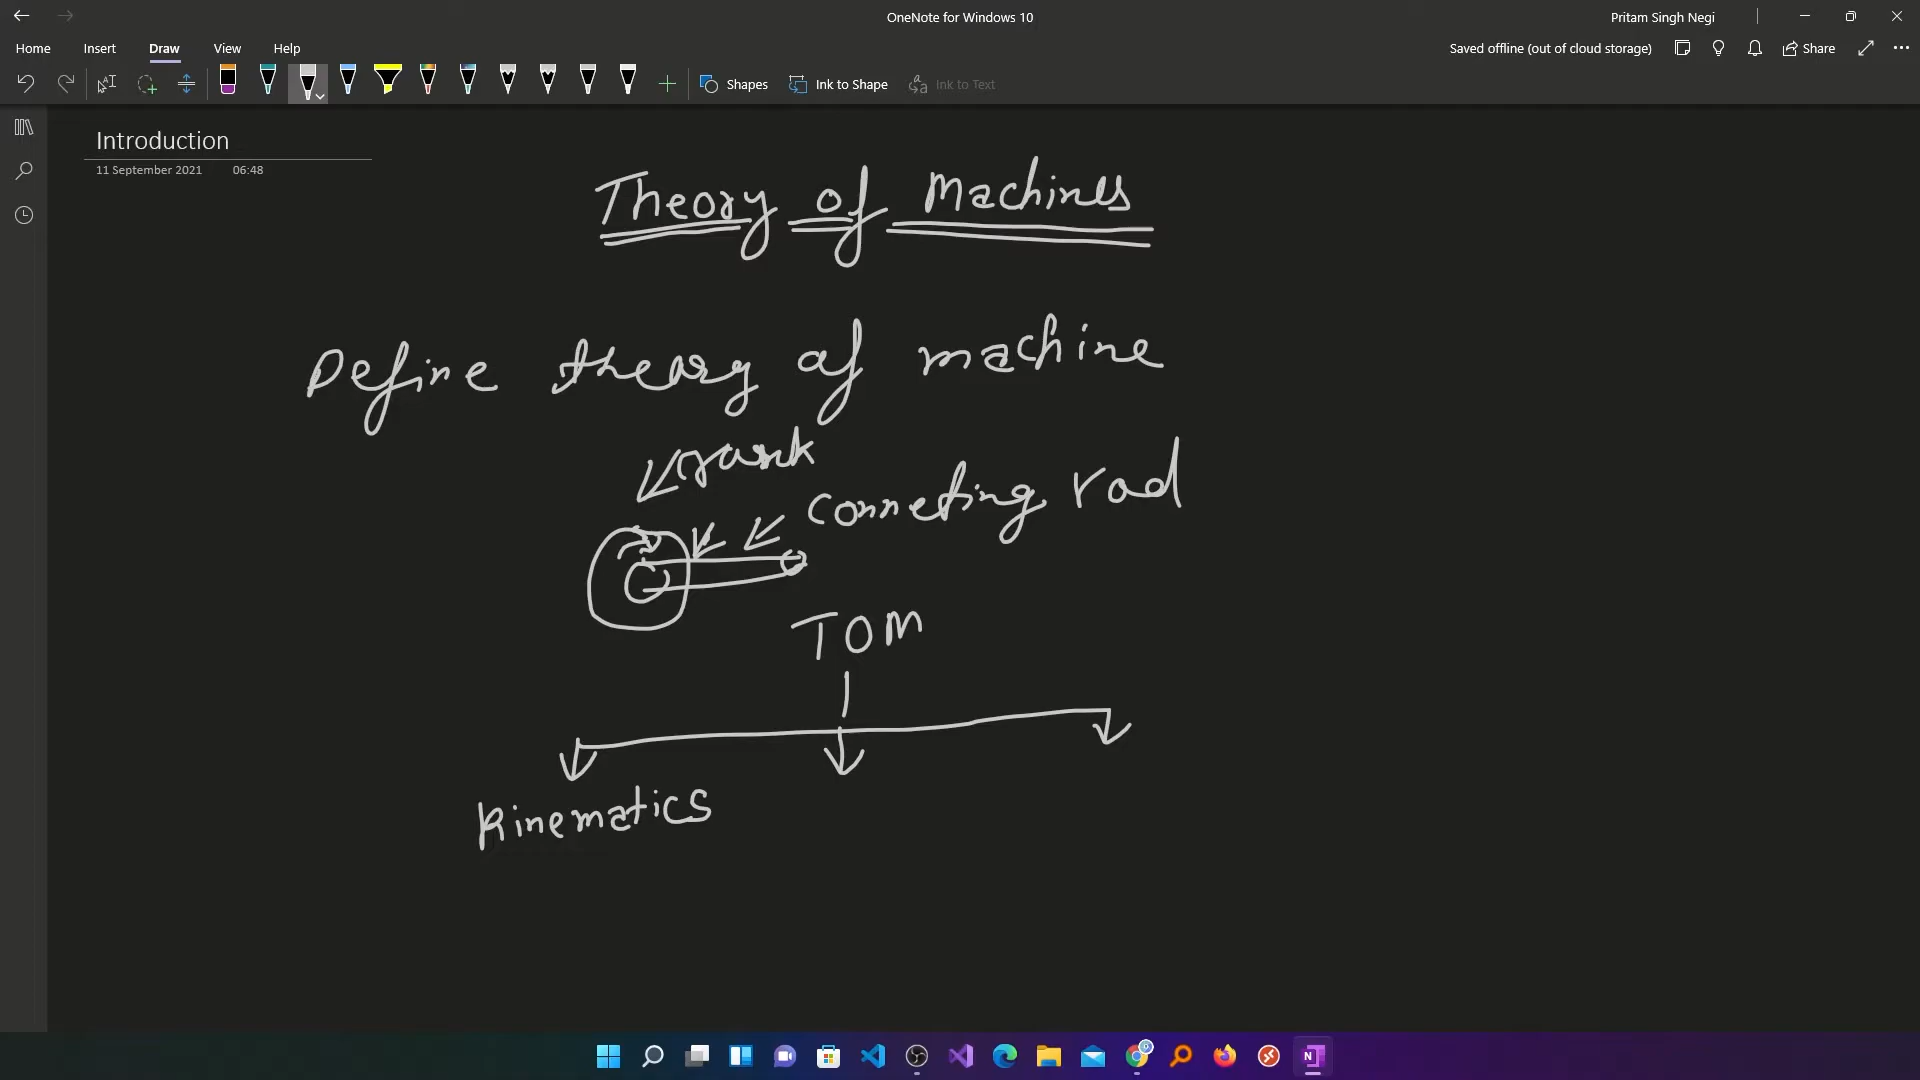 OneNote for Windows 10
Pritam Singh Negi
Home Insert Draw View Help
Saved offline (out of cloud storage)
Share
Shapes
Ink to Shape
Ink to Text
Introduction
11 September 2021 06:48
Theory of Machines
Define theory of machine
Crank
Conneting rod
TOM
Kinematics